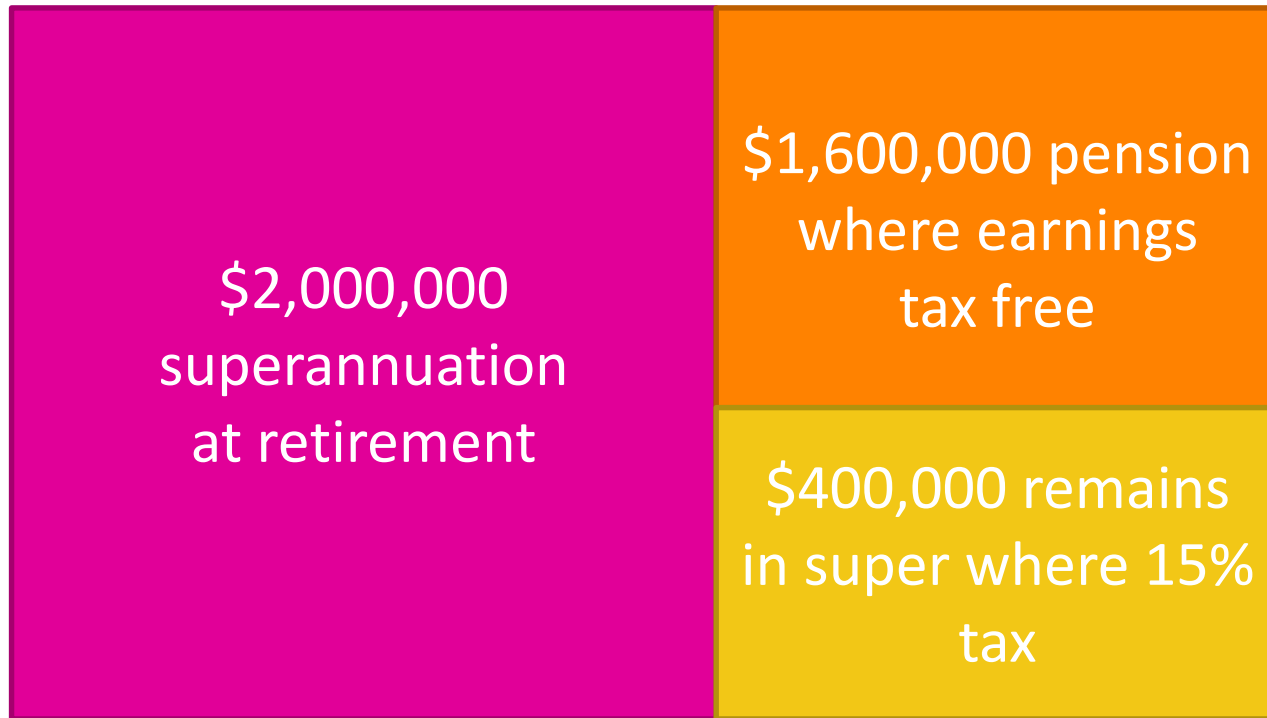 $2,000,000
superannuation
at retirement
$1,600,000 pension
where earnings
tax free
$400,000 remains
in super where 15%
tax